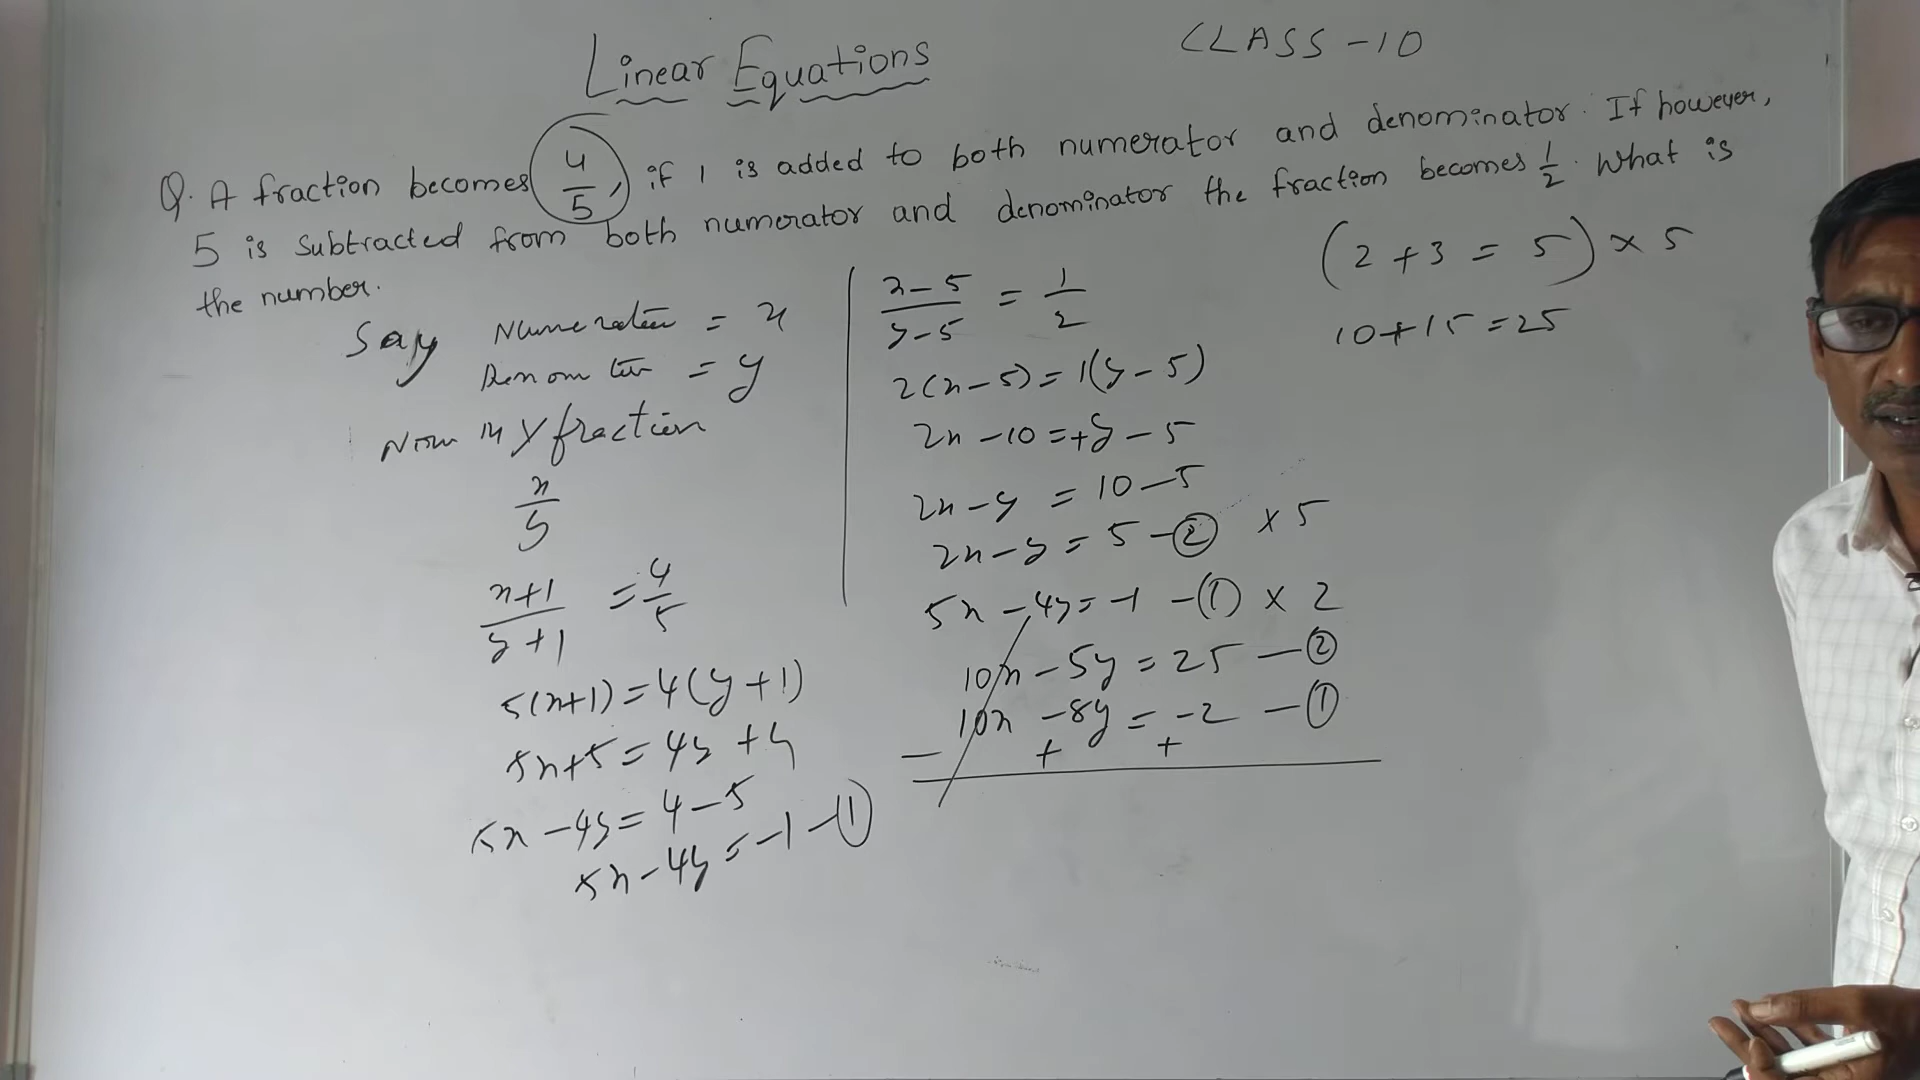 Linear Equations
CLASS - 10
Q. A fraction becomes 4/5, if 1 is added to both numerator and denominator. If however,
5 is subtracted from both numerator and denominator the fraction becomes 1/2. What is
the number.
Say Numerator = x
= y
Now my fraction
x/y
(x+1)/(y+1) = 4/5
5(x+1) = 4(y+1)
5x+5 = 4y+4
5x - 4y = 4-5
5x - 4y = -1 - ①
(x-5)/(y-5) = 1/2
2(x-5) = 1(y-5)
2x - 10 = +y - 5
2x - y = 10 - 5
2x - y = 5 - ② × 5
5x - 4y = -1 - ① × 2
10x - 5y = 25 - ②
10x - 8y = -2 - ①
- + +
(2 + 3 = 5) × 5
10 + 15 = 25